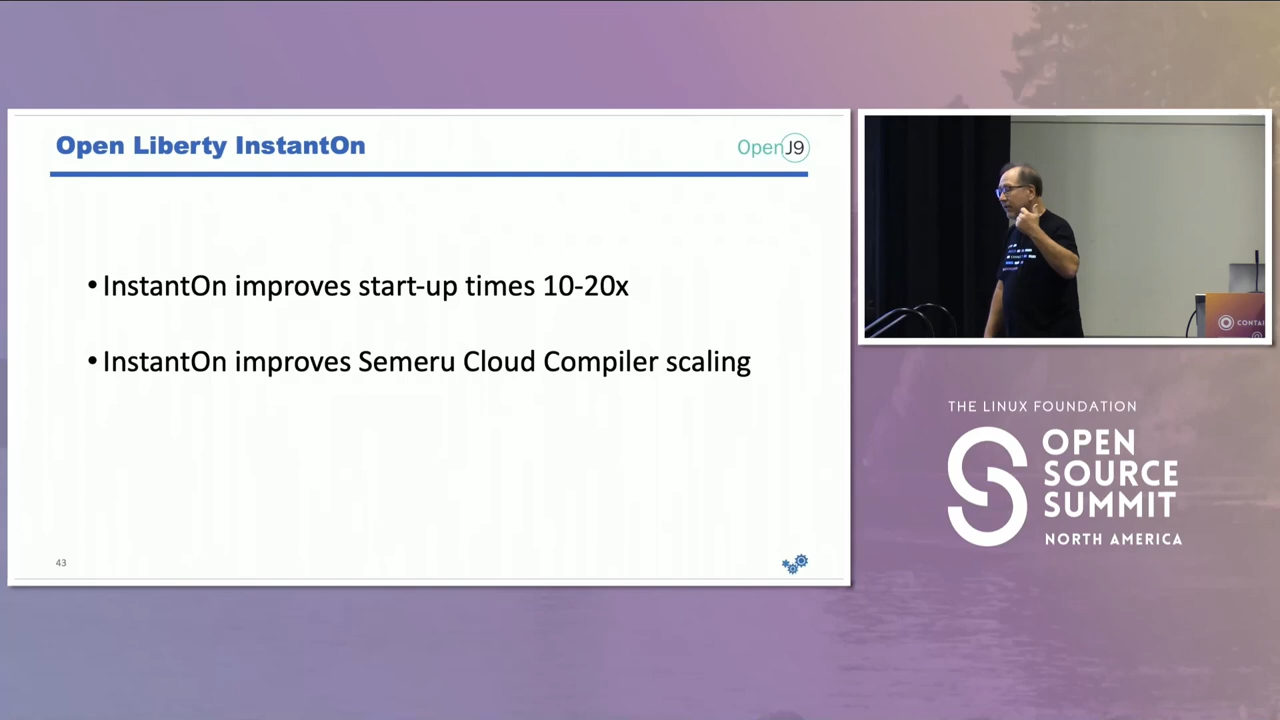 Open Liberty InstantOn
OpenJ9
• InstantOn improves start-up times 10-20x
• InstantOn improves Semeru Cloud Compiler scaling
43
CONTAI
THE LINUX FOUNDATION
OPEN
SOURCE
SUMMIT
NORTH AMERICA